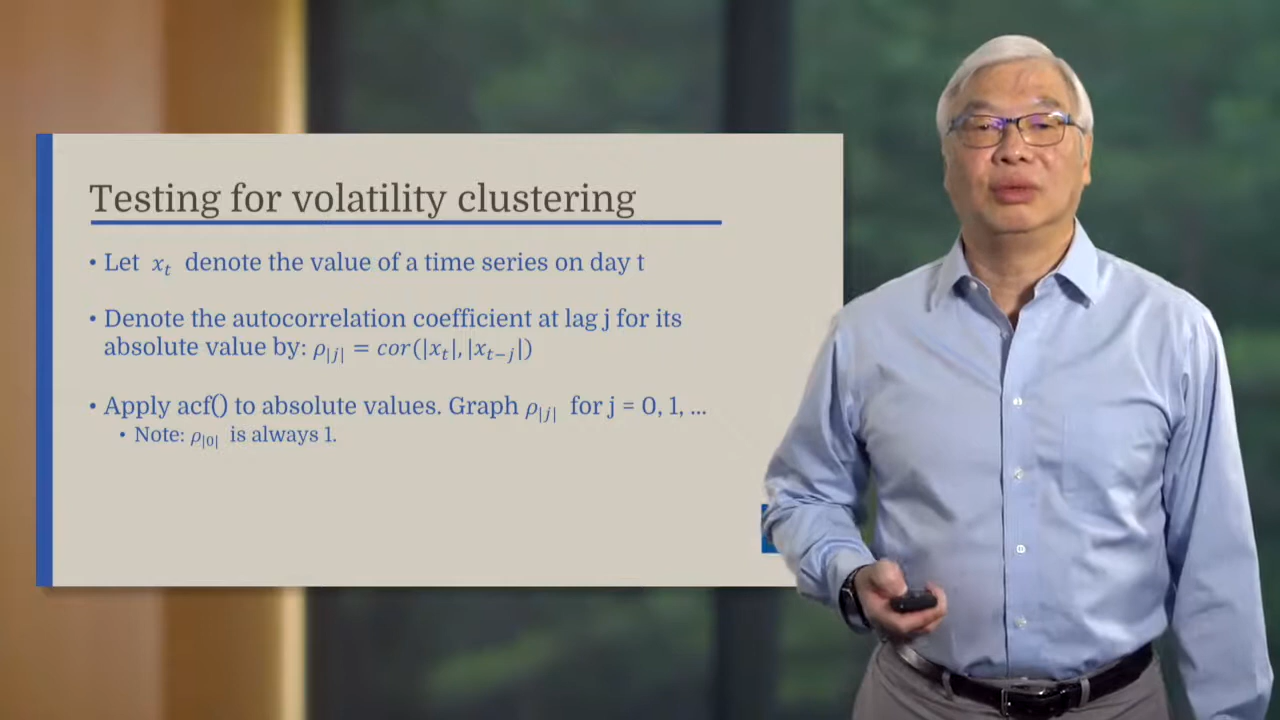 Testing for volatility clustering
• Let xₜ denote the value of a time series on day t
• Denote the autocorrelation coefficient at lag j for its
absolute value by: ρ|j| = cor(|xₜ|, |xₜ₋ⱼ|)
• Apply acf() to absolute values. Graph ρ|j| for j = 0, 1, ...
• Note: ρ|0| is always 1.